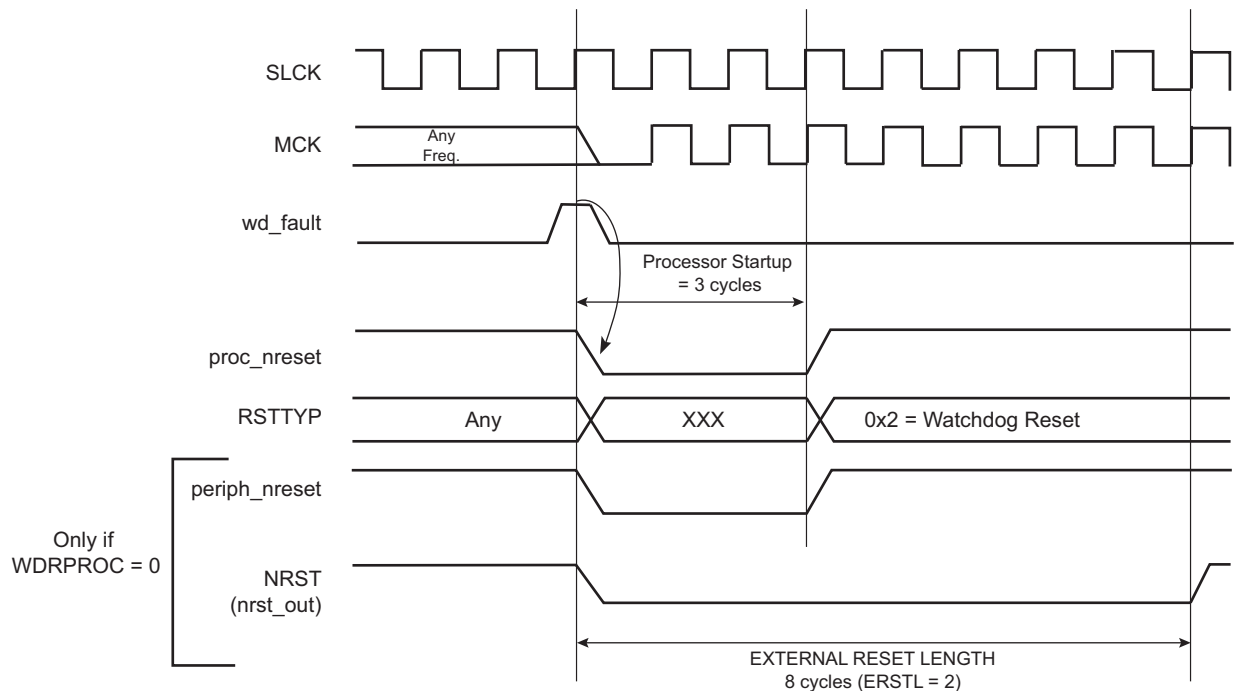 SLCK
MCK
Any
Freq.
wd_fault
Processor Startup
= 3 cycles
proc_nreset
RSTTYP
Any
XXX
0x2 = Watchdog Reset
periph_nreset
Only if
WDRPROC = 0
NRST
(nrst_out)
EXTERNAL RESET LENGTH
8 cycles (ERSTL = 2)